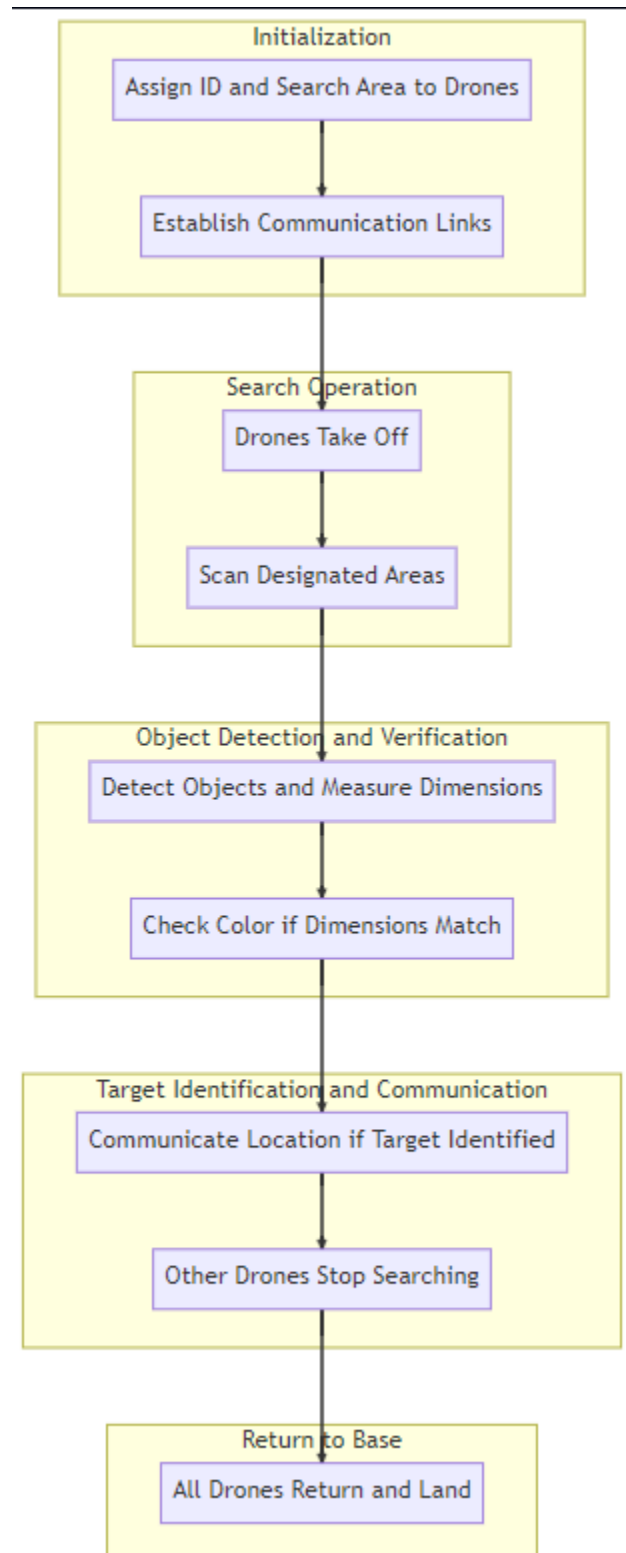 Initialization
Assign ID and Search Area to Drones
Establish Communication Links
Search Operation
Drones Take Off
Scan Designated Areas
Object Detection and Verification
Detect Objects and Measure Dimensions
Check Color if Dimensions Match
Target Identification and Communication
Communicate Location if Target Identified
Other Drones Stop Searching
Return to Base
All Drones Return and Land